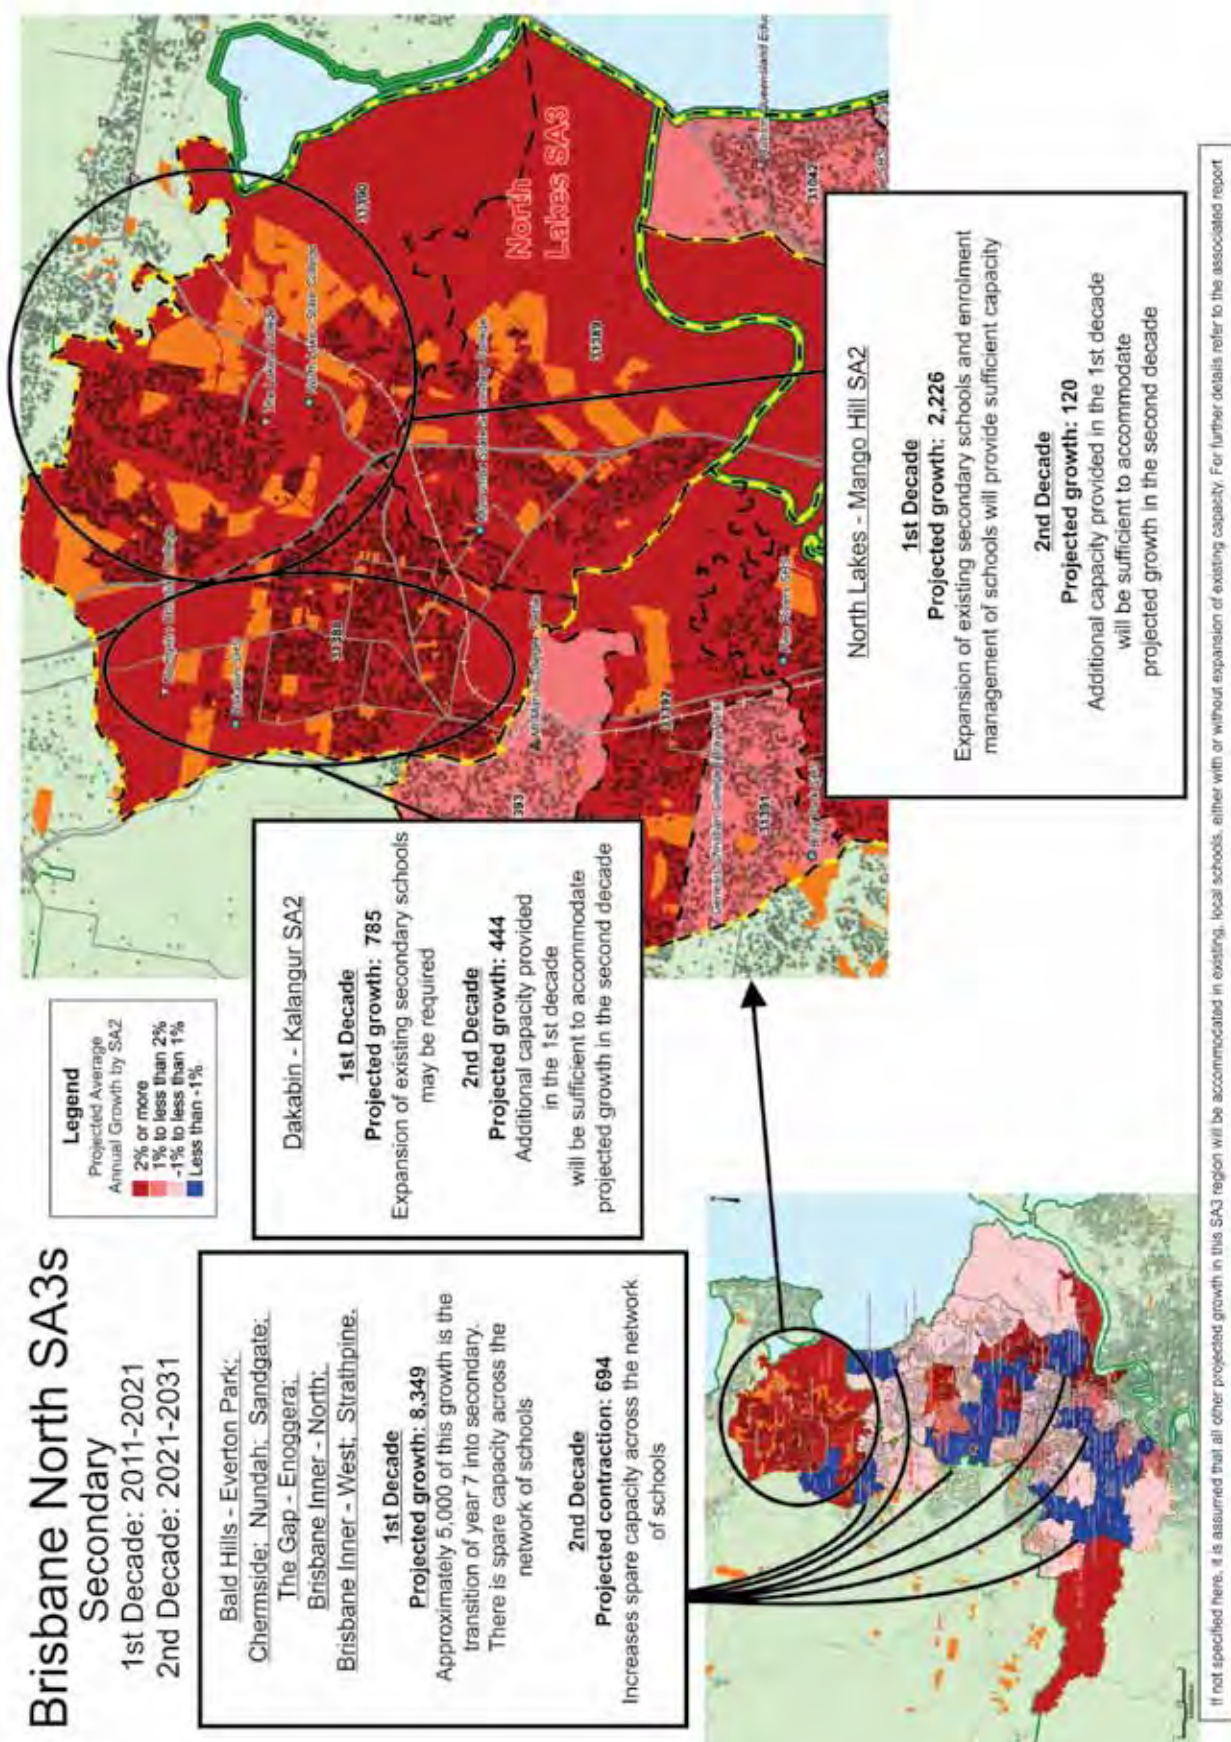 Brisbane North SA3s
Secondary
1st Decade: 2011-2021
2nd Decade: 2021-2031
Legend
Projected Average
Annual Growth by SA2
2% or more
1% to less than 2%
-1% to less than 1%
Less than -1%
Bald Hills - Everton Park;
Chermside; Nundah; Sandgate;
The Gap - Enoggera;
Brisbane Inner - North;
Brisbane Inner - West; Strathpine.
1st Decade
Projected growth: 8,349
Approximately 5,000 of this growth is the
transition of year 7 into secondary.
There is spare capacity across the
network of schools
2nd Decade
Projected contraction: 694
Increases spare capacity across the network
of schools
Dakabin - Kalangur SA2
1st Decade
Projected growth: 785
Expansion of existing secondary schools
may be required
2nd Decade
Projected growth: 444
Additional capacity provided
in the 1st decade
will be sufficient to accommodate
projected growth in the second decade
North Lakes - Mango Hill SA2
1st Decade
Projected growth: 2,226
Expansion of existing secondary schools and enrolment
management of schools will provide sufficient capacity
2nd Decade
Projected growth: 120
Additional capacity provided in the 1st decade
will be sufficient to accommodate
projected growth in the second decade
North
Lakes SA3
North Lakes State College
31390
31389
31388
31397
31391
31042
393
If not specified here, it is assumed that all other projected growth in this SA3 region will be accommodated in existing, local schools, either with or without expansion of existing capacity. For further details refer to the associated report